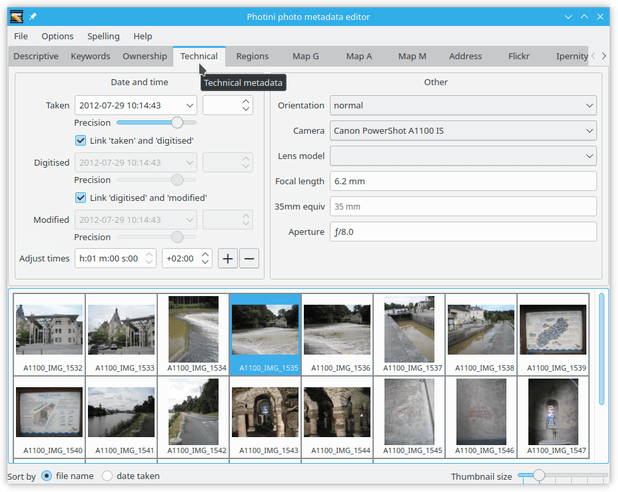 Photini photo metadata editor
File Options Spelling Help
Descriptive Keywords Ownership Technical Regions Map G Map A Map M Address Flickr Ipernity
Technical metadata
Date and time
Taken 2012-07-29 10:14:43
Precision
Link 'taken' and 'digitised'
Digitised 2012-07-29 10:14:43
Precision
Link 'digitised' and 'modified'
Modified 2012-07-29 10:14:43
Precision
Adjust times h:01 m:00 s:00 +02:00 + −
Other
Orientation normal
Camera Canon PowerShot A1100 IS
Lens model
Focal length 6.2 mm
35mm equiv 35 mm
Aperture ƒ/8.0
A1100_IMG_1532 A1100_IMG_1533 A1100_IMG_1534 A1100_IMG_1535 A1100_IMG_1536 A1100_IMG_1537 A1100_IMG_1538 A1100_IMG_1539
A1100_IMG_1540 A1100_IMG_1541 A1100_IMG_1542 A1100_IMG_1543 A1100_IMG_1544 A1100_IMG_1545 A1100_IMG_1546 A1100_IMG_1547
Sort by file name date taken Thumbnail size